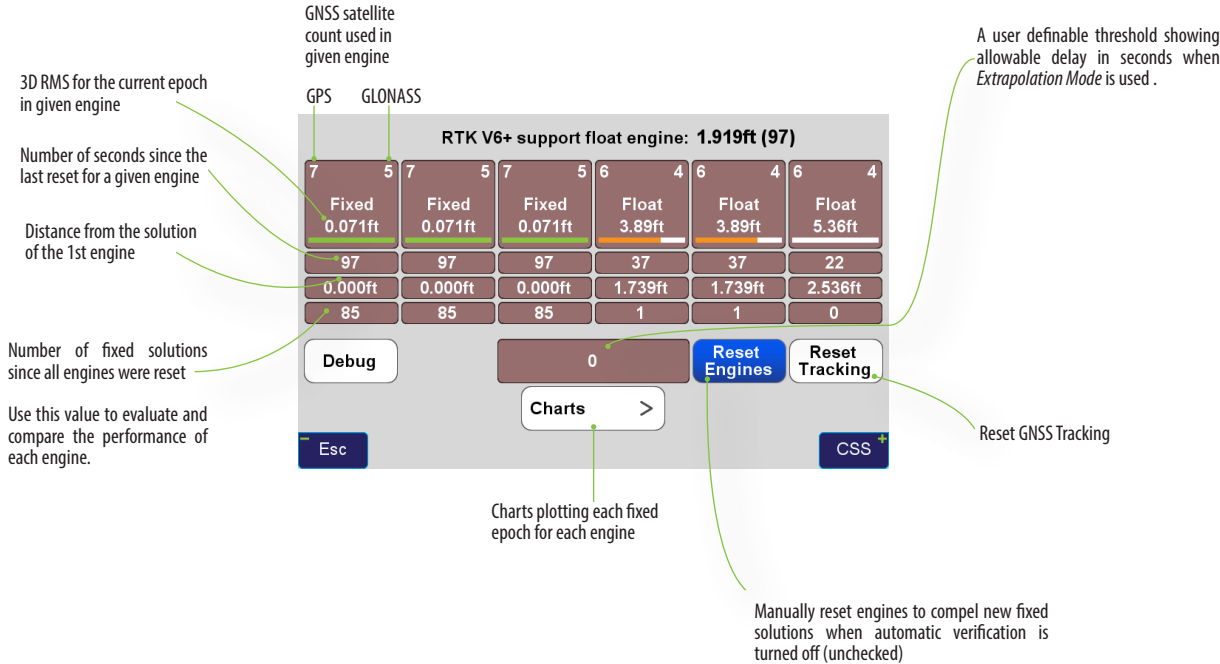 GNSS satellite
count used in
given engine
A user definable threshold showing
allowable delay in seconds when
Extrapolation Mode is used .
3D RMS for the current epoch
in given engine
GPS GLONASS
Number of seconds since the
last reset for a given engine
Distance from the solution
of the 1st engine
Number of fixed solutions
since all engines were reset
Use this value to evaluate and
compare the performance of
each engine.
RTK V6+ support float engine: 1.919ft (97)
7 5 7 5 7 5 6 4 6 4 6 4
Fixed Fixed Fixed Float Float Float
0.071ft 0.071ft 0.071ft 3.89ft 3.89ft 5.36ft
97 97 97 37 37 22
0.000ft 0.000ft 0.000ft 1.739ft 1.739ft 2.536ft
85 85 85 1 1 0
Debug 0 Reset Engines Reset Tracking
Charts >
- Esc CSS +
Reset GNSS Tracking
Charts plotting each fixed
epoch for each engine
Manually reset engines to compel new fixed
solutions when automatic verification is
turned off (unchecked)